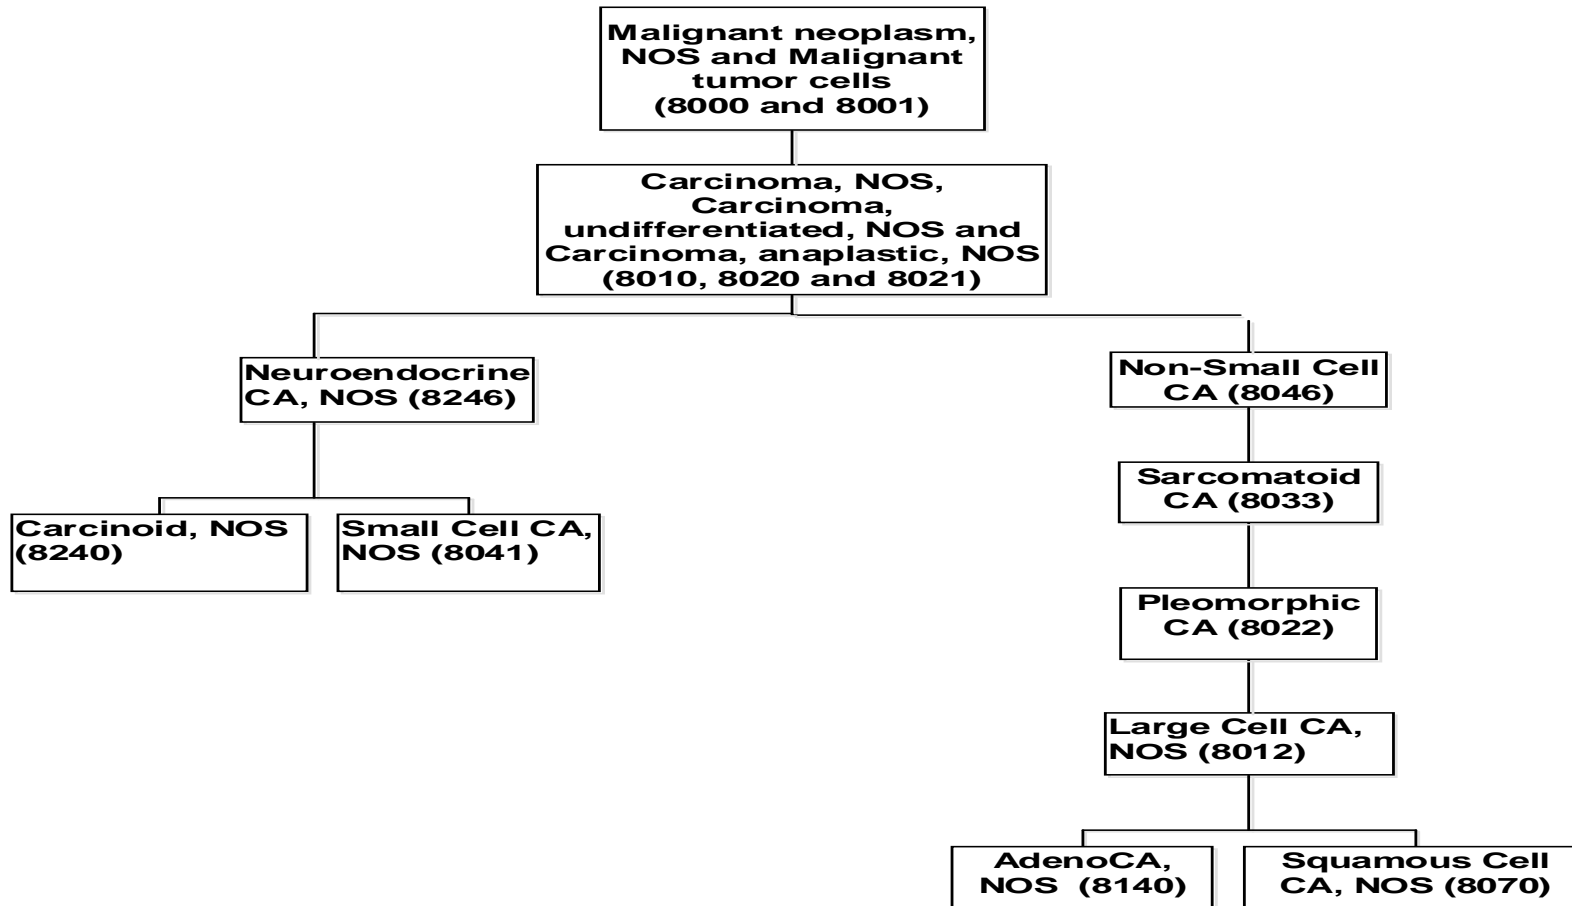 Malignant neoplasm,
NOS and Malignant
tumor cells
(8000 and 8001)
Carcinoma, NOS,
Carcinoma,
undifferentiated, NOS and
Carcinoma, anaplastic, NOS
(8010, 8020 and 8021)
Neuroendocrine
CA, NOS (8246)
Non-Small Cell
CA (8046)
Sarcomatoid
CA (8033)
Carcinoid, NOS
(8240)
Small Cell CA,
NOS (8041)
Pleomorphic
CA (8022)
Large Cell CA,
NOS (8012)
AdenoCA,
NOS (8140)
Squamous Cell
CA, NOS (8070)